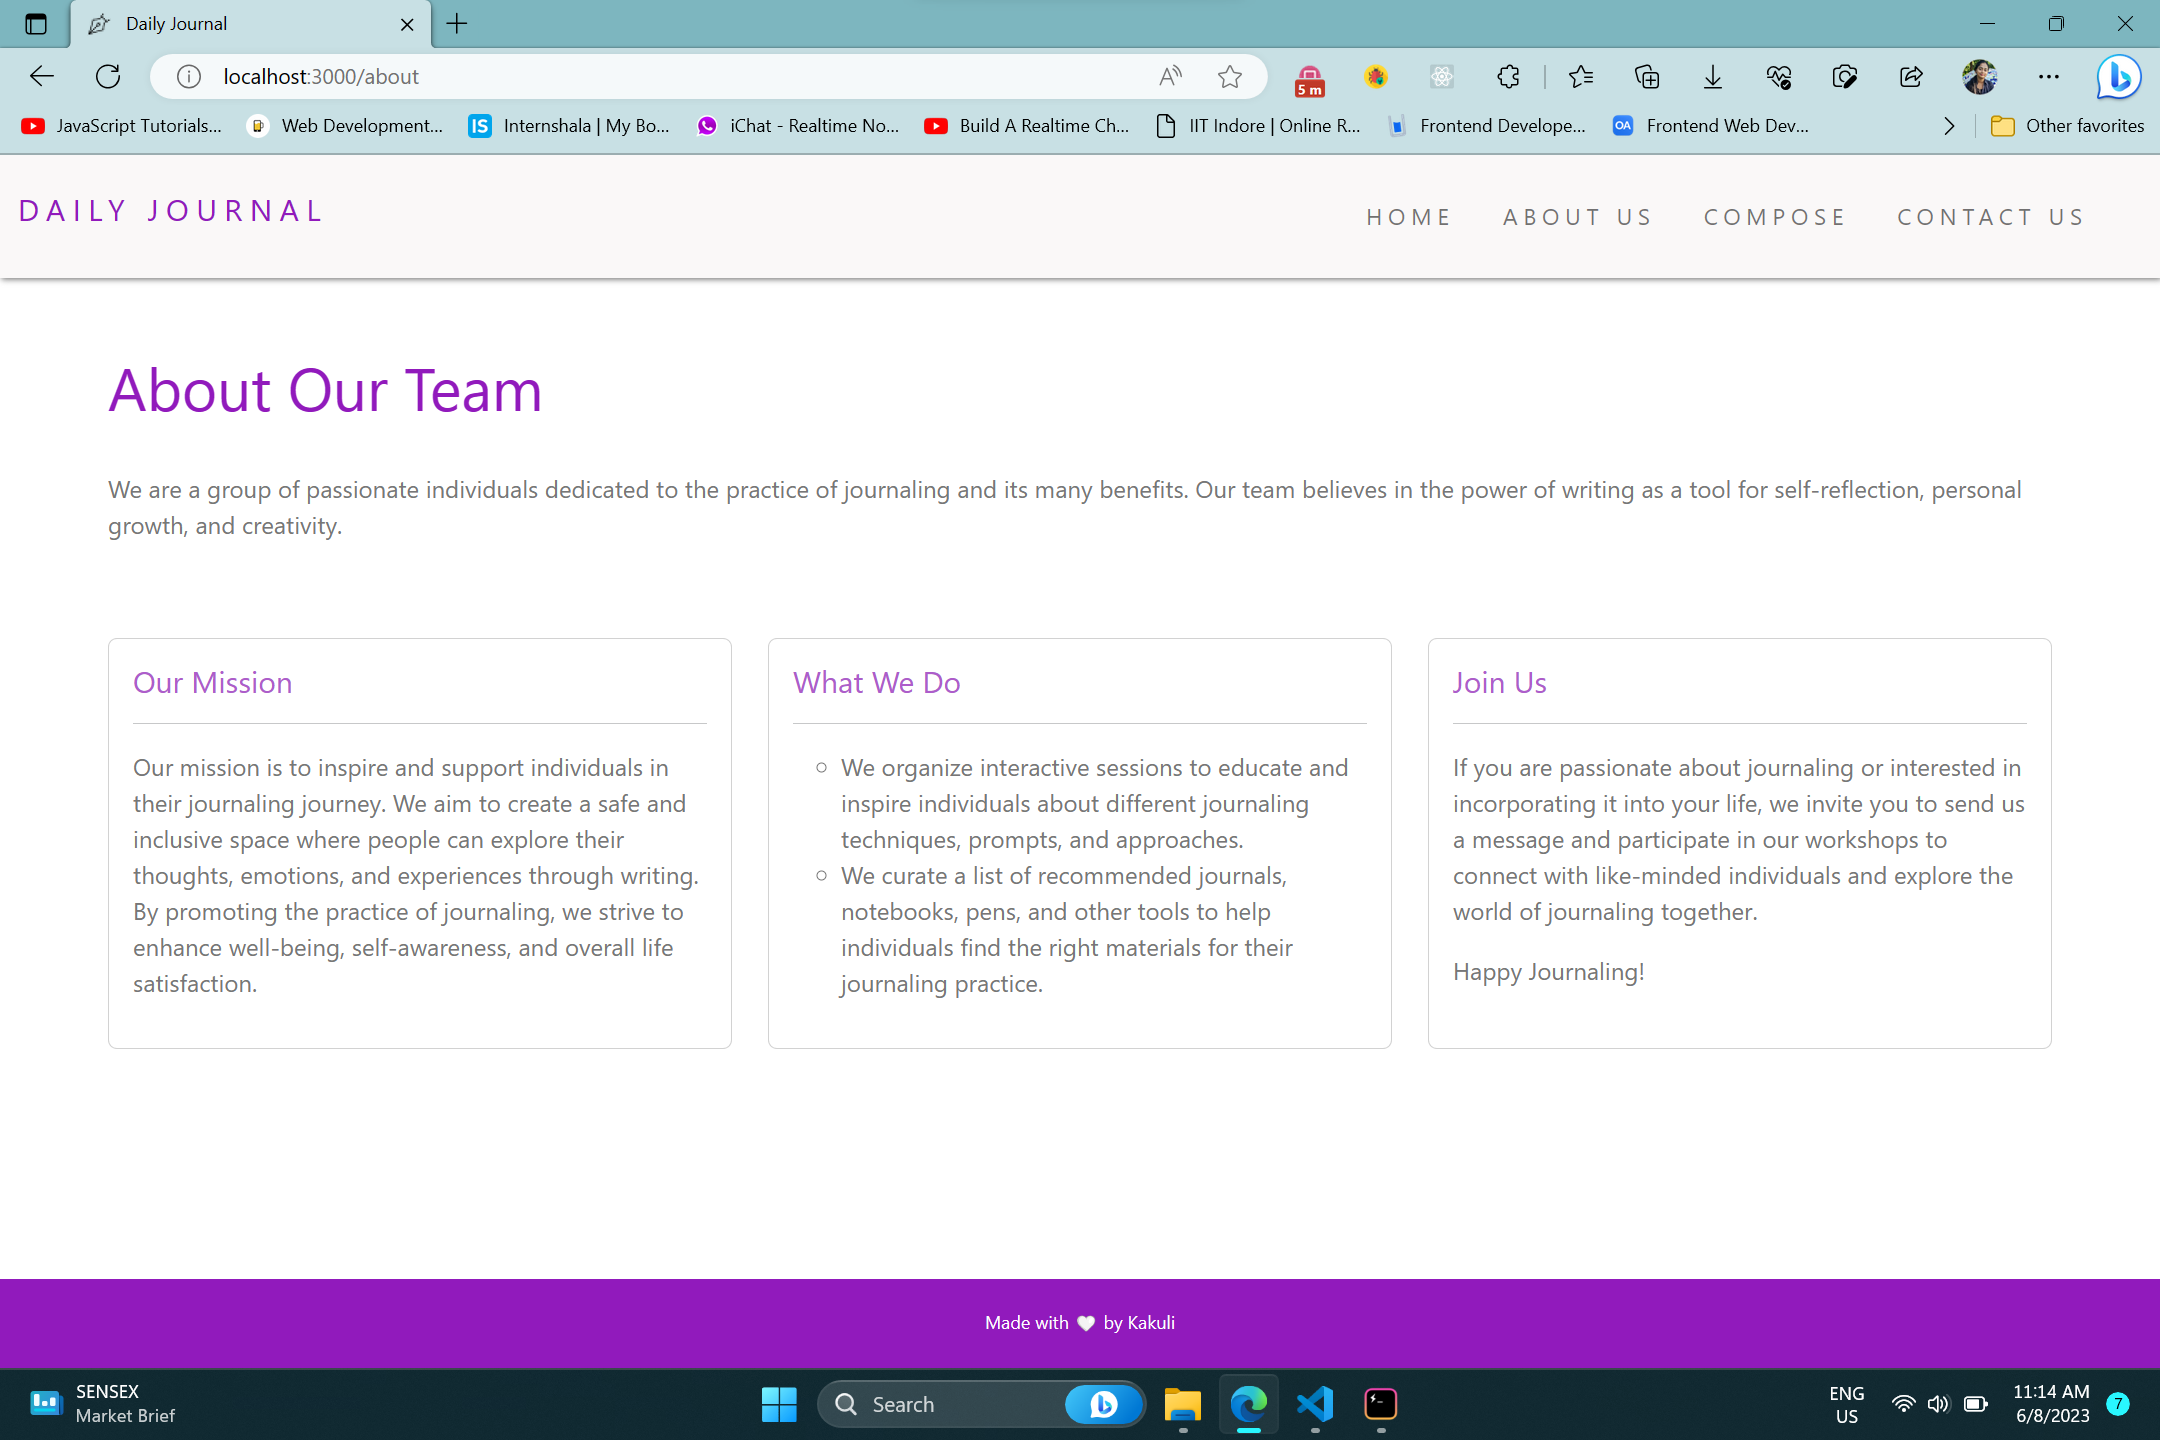 Daily Journal
localhost:3000/about
5 m
JavaScript Tutorials...
Web Development...
IS
Internshala | My Bo...
iChat - Realtime No...
Build A Realtime Ch...
IIT Indore | Online R...
Frontend Develope...
OA
Frontend Web Dev...
Other favorites
DAILY JOURNAL
HOME
ABOUT US
COMPOSE
CONTACT US
About Our Team
We are a group of passionate individuals dedicated to the practice of journaling and its many benefits. Our team believes in the power of writing as a tool for self-reflection, personal
growth, and creativity.
Our Mission
Our mission is to inspire and support individuals in
their journaling journey. We aim to create a safe and
inclusive space where people can explore their
thoughts, emotions, and experiences through writing.
By promoting the practice of journaling, we strive to
enhance well-being, self-awareness, and overall life
satisfaction.
What We Do
We organize interactive sessions to educate and
inspire individuals about different journaling
techniques, prompts, and approaches.
We curate a list of recommended journals,
notebooks, pens, and other tools to help
individuals find the right materials for their
journaling practice.
Join Us
If you are passionate about journaling or interested in
incorporating it into your life, we invite you to send us
a message and participate in our workshops to
connect with like-minded individuals and explore the
world of journaling together.
Happy Journaling!
Made with 🤍 by Kakuli
SENSEX
Market Brief
Search
ENG
US
11:14 AM
6/8/2023
7